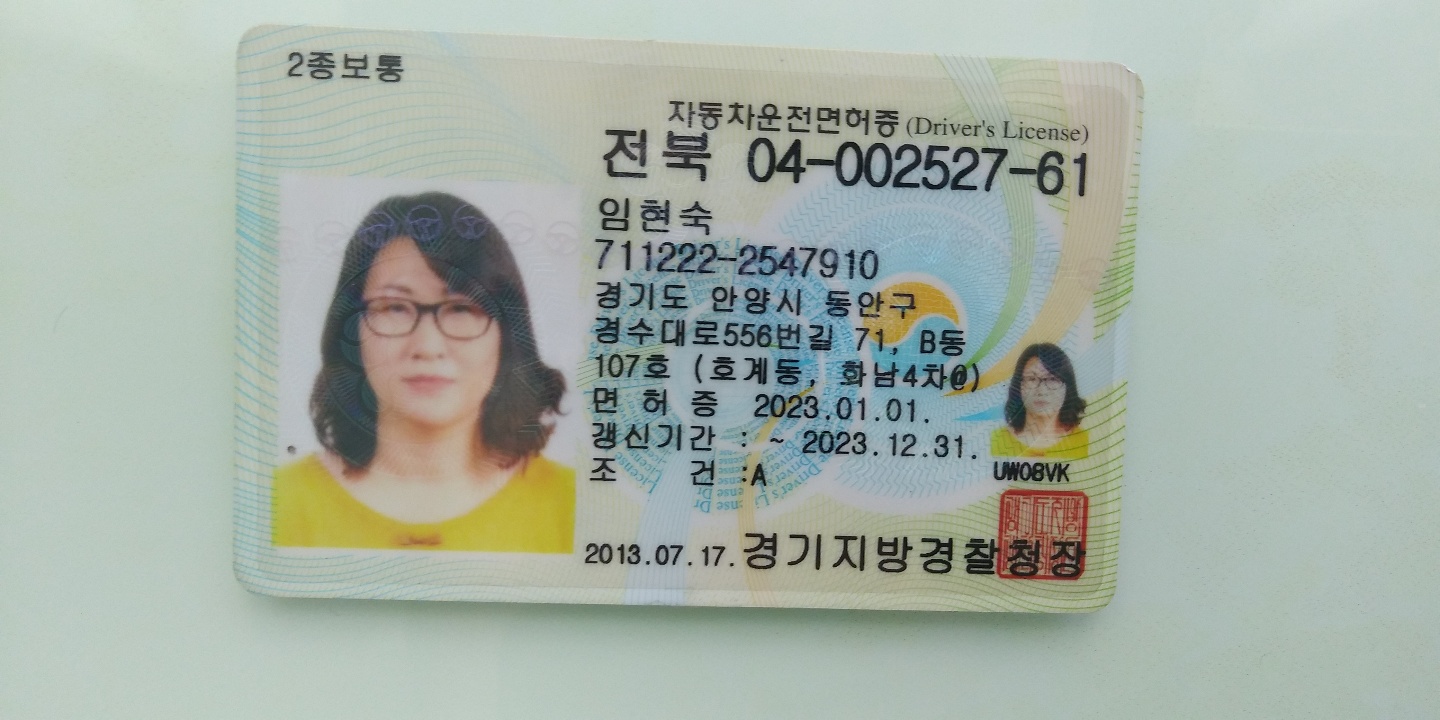 2종보통
자동차운전면허증 (Driver's License)
전북 04-002527-61
임현숙
711222-2547910
경기도 안양시 동안구
경수대로556번길 71, B동
107호 (호계동, 화남4차@)
면 허 증 2023.01.01.
갱신기간 : ~ 2023.12.31.
조 건 :A
UW08VK
2013.07.17. 경기지방경찰청장